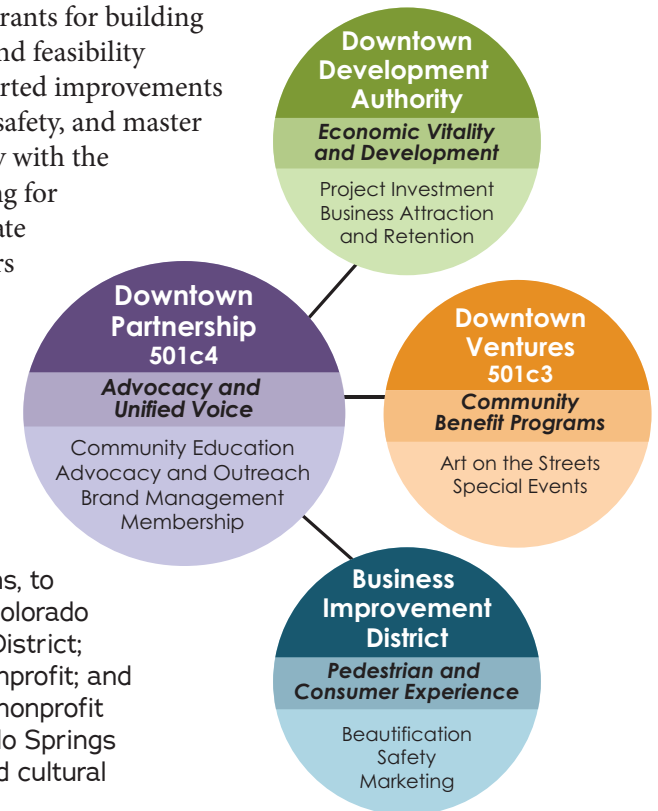 rants for building
nd feasibility
rted improvements
safety, and master
y with the
ng for
ate
rs
Downtown
Development
Authority
Economic Vitality
and Development
Project Investment
Business Attraction
and Retention
Downtown
Partnership
501c4
Advocacy and
Unified Voice
Community Education
Advocacy and Outreach
Brand Management
Membership
Downtown
Ventures
501c3
Community
Benefit Programs
Art on the Streets
Special Events
Business
Improvement
District
Pedestrian and
Consumer Experience
Beautification
Safety
Marketing
ns, to
olorado
District;
nprofit; and
nonprofit
do Springs
d cultural